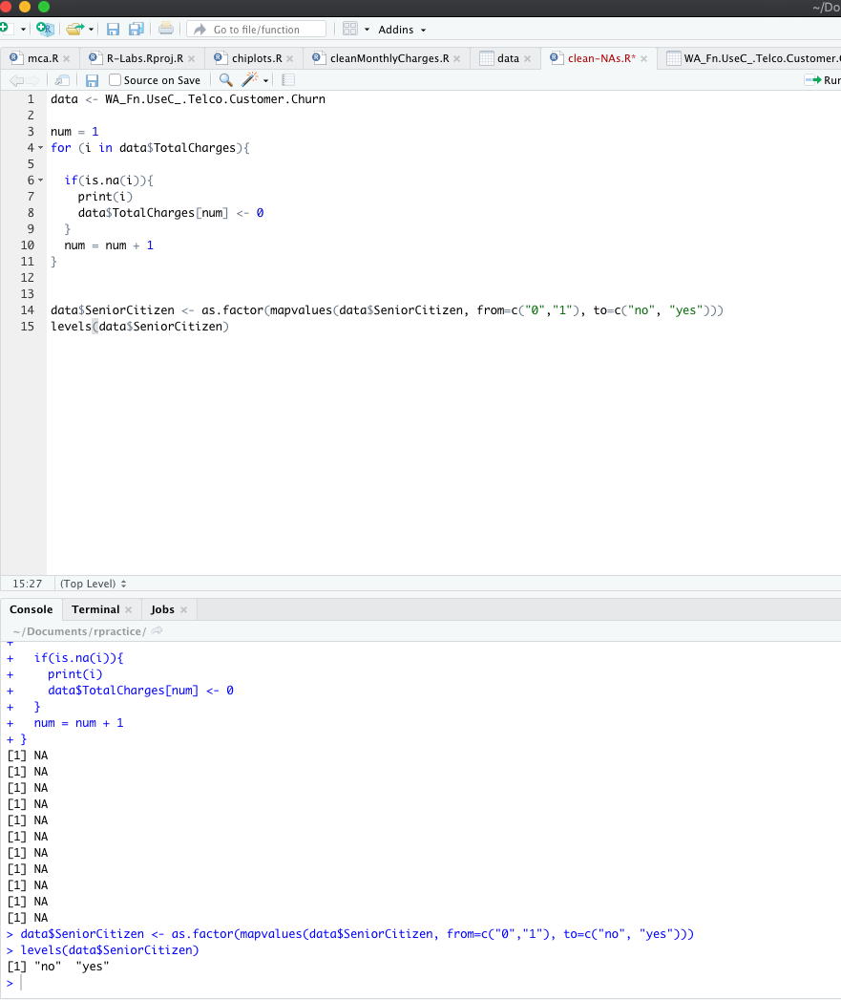 ~/Do
Go to file/function
Addins
mca.R
R-Labs.Rproj.R
chiplots.R
cleanMonthlyCharges.R
data
clean-NAs.R*
WA_Fn.UseC_.Telco.Customer.
Source on Save
Run
1 data <- WA_Fn.UseC_.Telco.Customer.Churn
2
3 num = 1
4 for (i in data$TotalCharges){
5
6 if(is.na(i)){
7 print(i)
8 data$TotalCharges[num] <- 0
9 }
10 num = num + 1
11 }
12
13
14 data$SeniorCitizen <- as.factor(mapvalues(data$SeniorCitizen, from=c("0","1"), to=c("no", "yes")))
15 levels(data$SeniorCitizen)
15:27 (Top Level)
Console Terminal Jobs
~/Documents/rpractice/
+
+ if(is.na(i)){
+ print(i)
+ data$TotalCharges[num] <- 0
+ }
+ num = num + 1
+ }
[1] NA
[1] NA
[1] NA
[1] NA
[1] NA
[1] NA
[1] NA
[1] NA
[1] NA
[1] NA
[1] NA
> data$SeniorCitizen <- as.factor(mapvalues(data$SeniorCitizen, from=c("0","1"), to=c("no", "yes")))
> levels(data$SeniorCitizen)
[1] "no" "yes"
>